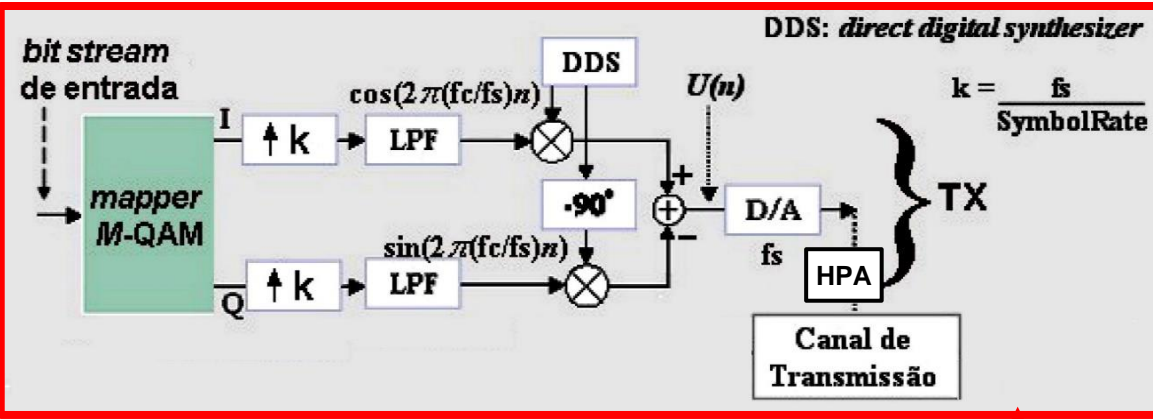 DDS: direct digital synthesizer
bit stream
de entrada
DDS
cos(2π(fc/fs)n)
U(n)
k = fs
SymbolRate
I
↑ k
LPF
+
mapper
M-QAM
-90°
D/A
TX
sin(2π(fc/fs)n)
−
fs
Q
↑ k
LPF
HPA
Canal de
Transmissão